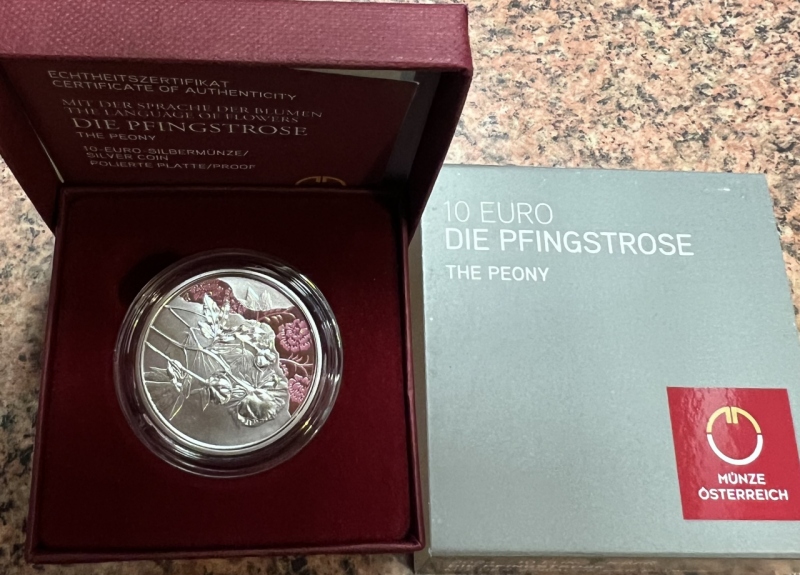 ECHTHEITSZERTIFIKAT
CERTIFICATE OF AUTHENTICITY
MIT DER SPRACHE DER BLUMEN
THE LANGUAGE OF FLOWERS
DIE PFINGSTROSE
THE PEONY
10-EURO-SILBERMÜNZE/
SILVER COIN
POLIERTE PLATTE/PROOF
10 EURO
DIE PFINGSTROSE
THE PEONY
MÜNZE
ÖSTERREICH